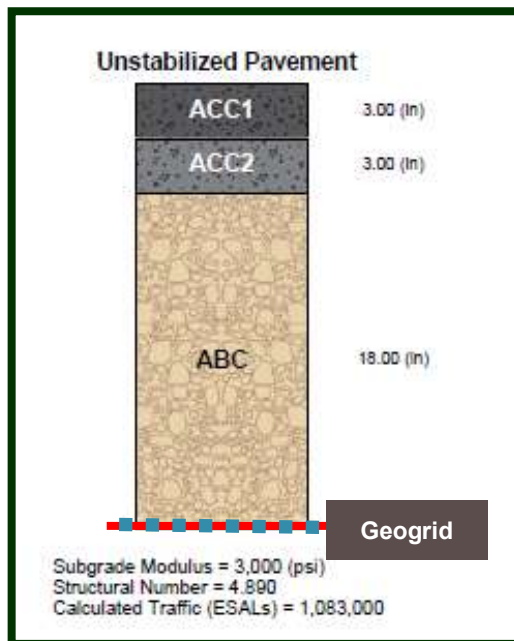 Unstabilized Pavement
ACC1 3.00 (in)
ACC2 3.00 (in)
ABC 18.00 (in)
Geogrid
Subgrade Modulus = 3,000 (psi)
Structural Number = 4.890
Calculated Traffic (ESALs) = 1,083,000